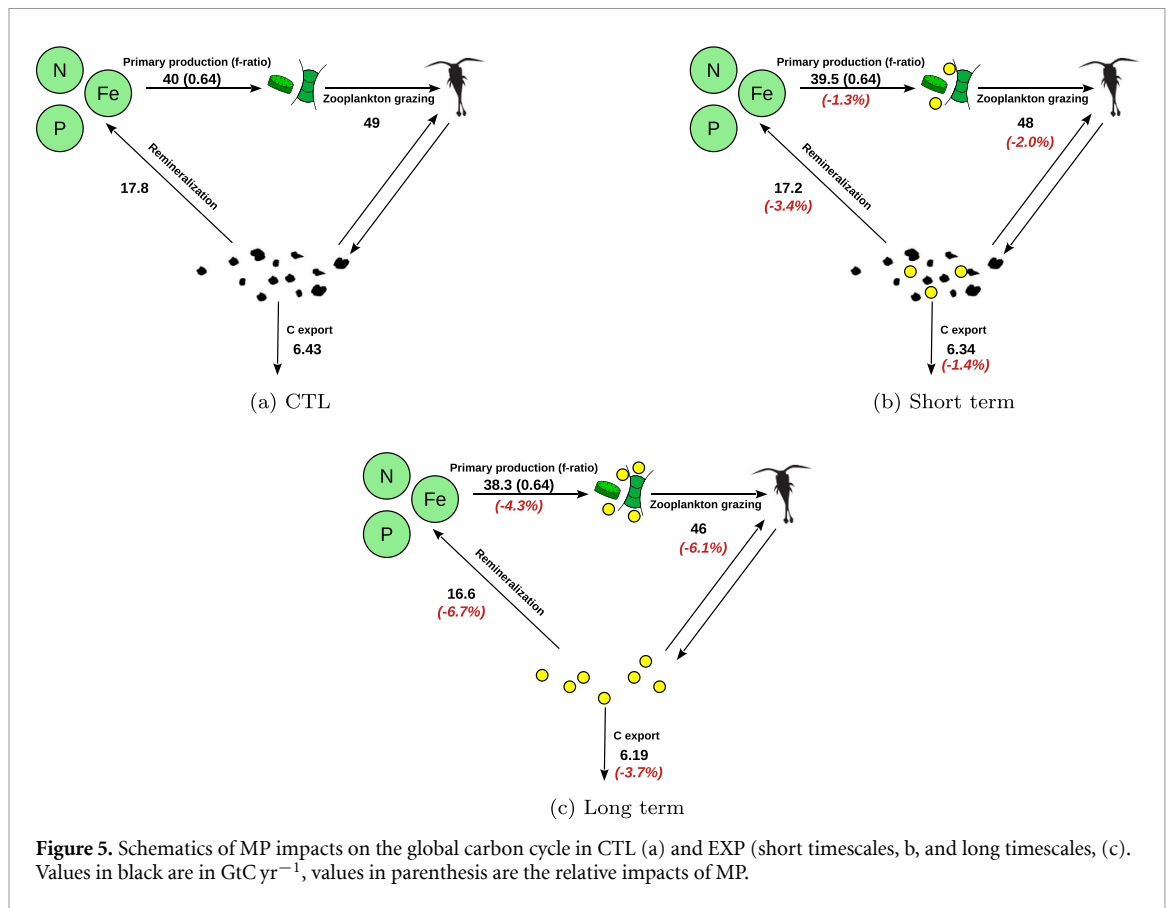 N
Fe
P
Primary production (f-ratio)
40 (0.64)
Zooplankton grazing
49
Remineralization
17.8
C export
6.43
(a) CTL
N
Fe
P
Primary production (f-ratio)
39.5 (0.64)
(-1.3%)
Zooplankton grazing
48
(-2.0%)
Remineralization
17.2
(-3.4%)
C export
6.34
(-1.4%)
(b) Short term
N
Fe
P
Primary production (f-ratio)
38.3 (0.64)
(-4.3%)
Zooplankton grazing
46
(-6.1%)
Remineralization
16.6
(-6.7%)
C export
6.19
(-3.7%)
(c) Long term
Figure 5. Schematics of MP impacts on the global carbon cycle in CTL (a) and EXP (short timescales, b, and long timescales, (c).
Values in black are in GtC yr−1, values in parenthesis are the relative impacts of MP.